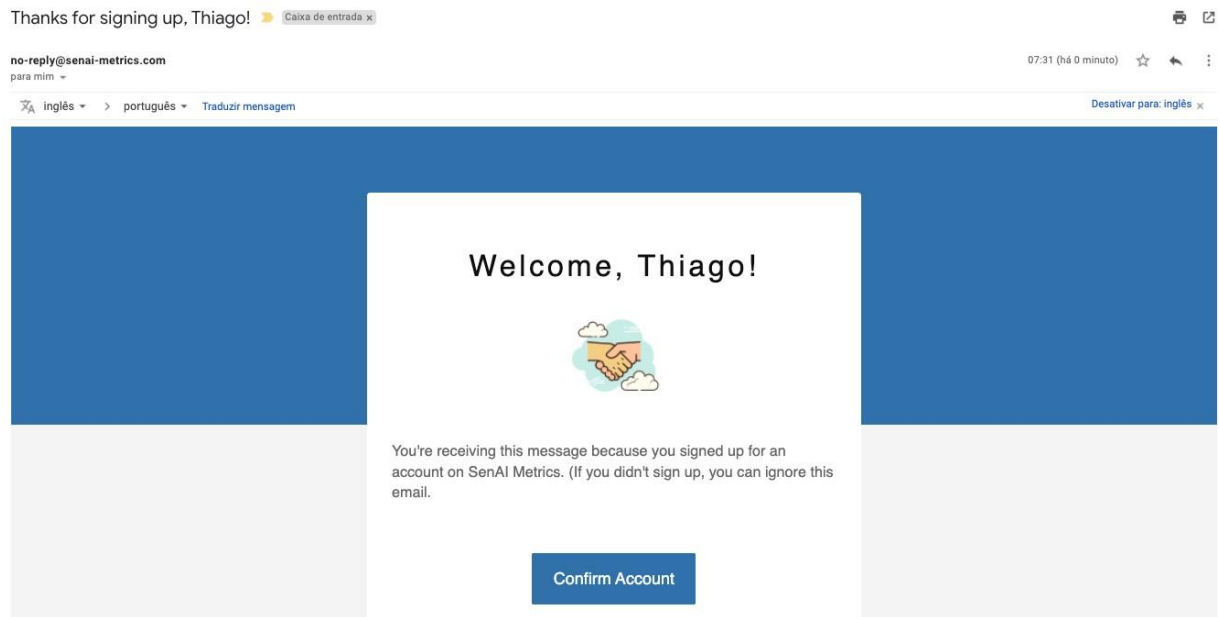 Thanks for signing up, Thiago! Caixa de entrada x
no-reply@senai-metrics.com 07:31 (há 0 minuto)
para mim
inglês > português Traduzir mensagem Desativar para: inglês x
Welcome, Thiago!
You're receiving this message because you signed up for an
account on SenAI Metrics. (If you didn't sign up, you can ignore this
email.
Confirm Account